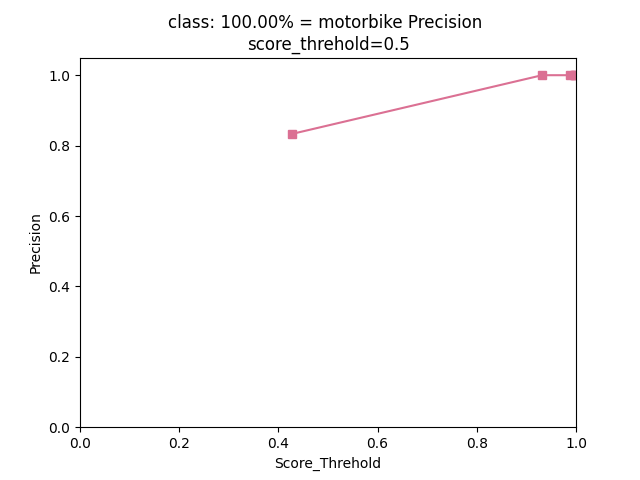 class: 100.00% = motorbike Precision
score_threhold=0.5
1.0
0.8
0.6
0.4
0.2
0.0
Precision
0.0 0.2 0.4 0.6 0.8 1.0
Score_Threhold